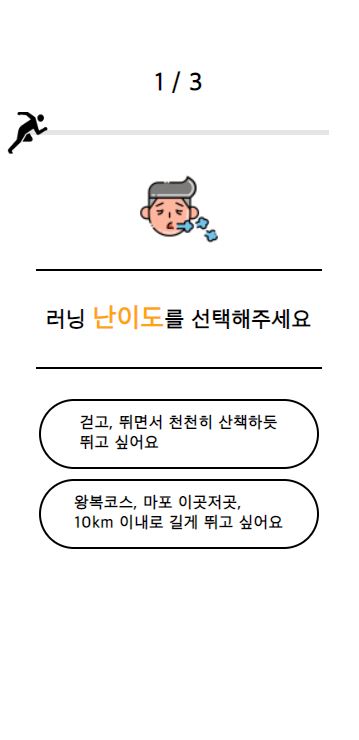 1 / 3
러닝 난이도를 선택해주세요
걷고, 뛰면서 천천히 산책하듯
뛰고 싶어요
왕복코스, 마포 이곳저곳,
10km 이내로 길게 뛰고 싶어요